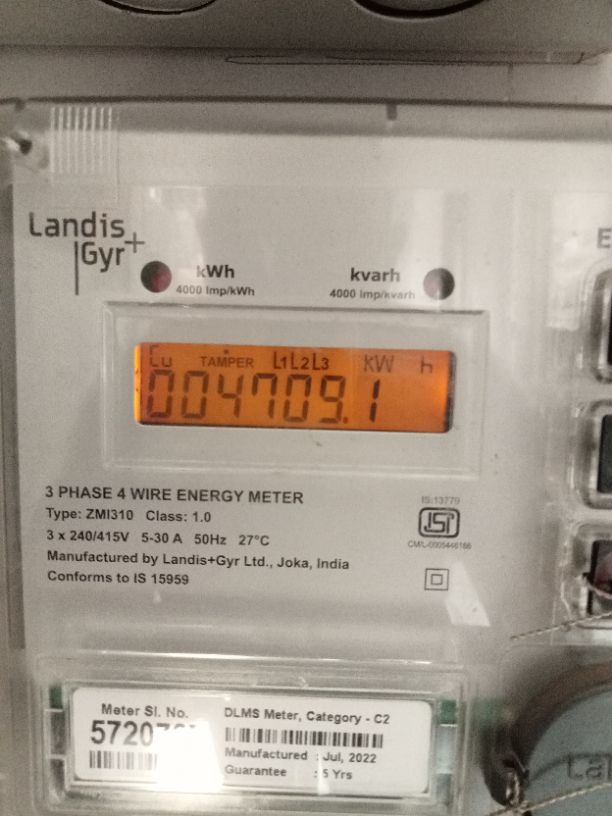 Landis
Gyr+
kWh
4000 Imp/kWh
kvarh
4000 Imp/kvarh
Cu TAMPER L1L2L3 kW h
004709.1
3 PHASE 4 WIRE ENERGY METER
Type: ZMI310 Class: 1.0
3 x 240/415V 5-30 A 50Hz 27°C
Manufactured by Landis+Gyr Ltd., Joka, India
Conforms to IS 15959
IS:13779
ISI
Meter Sl. No.
5720
DLMS Meter, Category - C2
Manufactured : Jul, 2022
Guarantee : 5 Yrs